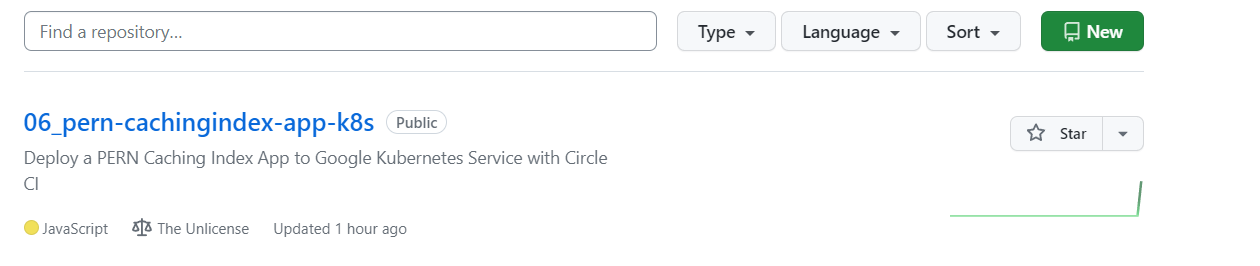 Find a repository...
Type
Language
Sort
New
06_pern-cachingindex-app-k8s
Public
Star
Deploy a PERN Caching Index App to Google Kubernetes Service with Circle
CI
JavaScript
The Unlicense
Updated 1 hour ago